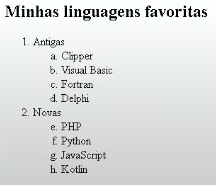 Minhas linguagens favoritas
1. Antigas
a. Clipper
b. Visual Basic
c. Fortran
d. Delphi
2. Novas
e. PHP
f. Python
g. JavaScript
h. Kotlin